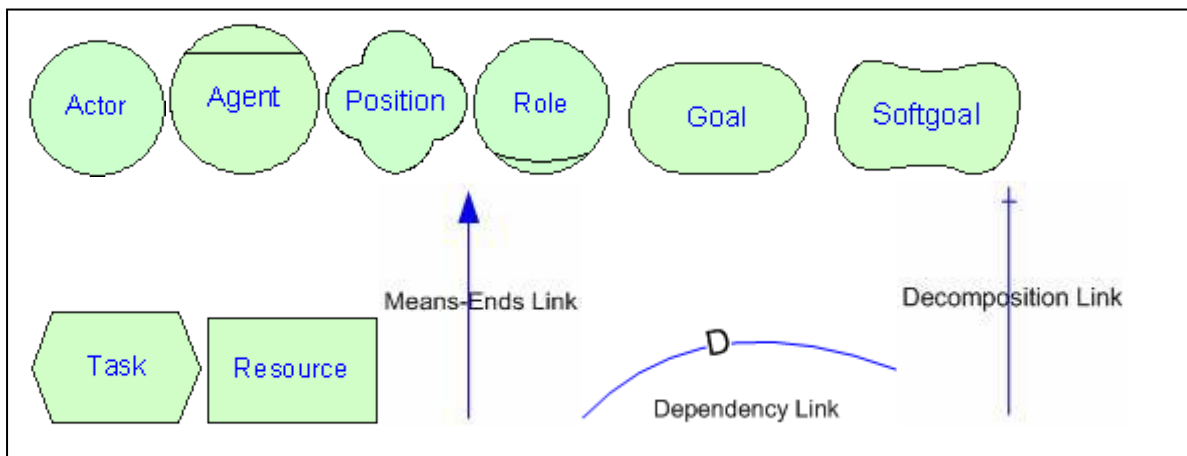 Actor
Agent
Position
Role
Goal
Softgoal
Means-Ends Link
Decomposition Link
Task
Resource
D
Dependency Link